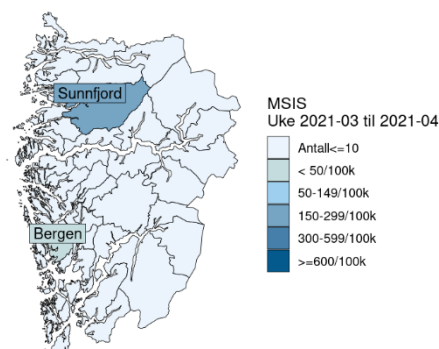 Sunnfjord
Bergen
MSIS
Uke 2021-03 til 2021-04
Antall<=10
< 50/100k
50-149/100k
150-299/100k
300-599/100k
>=600/100k